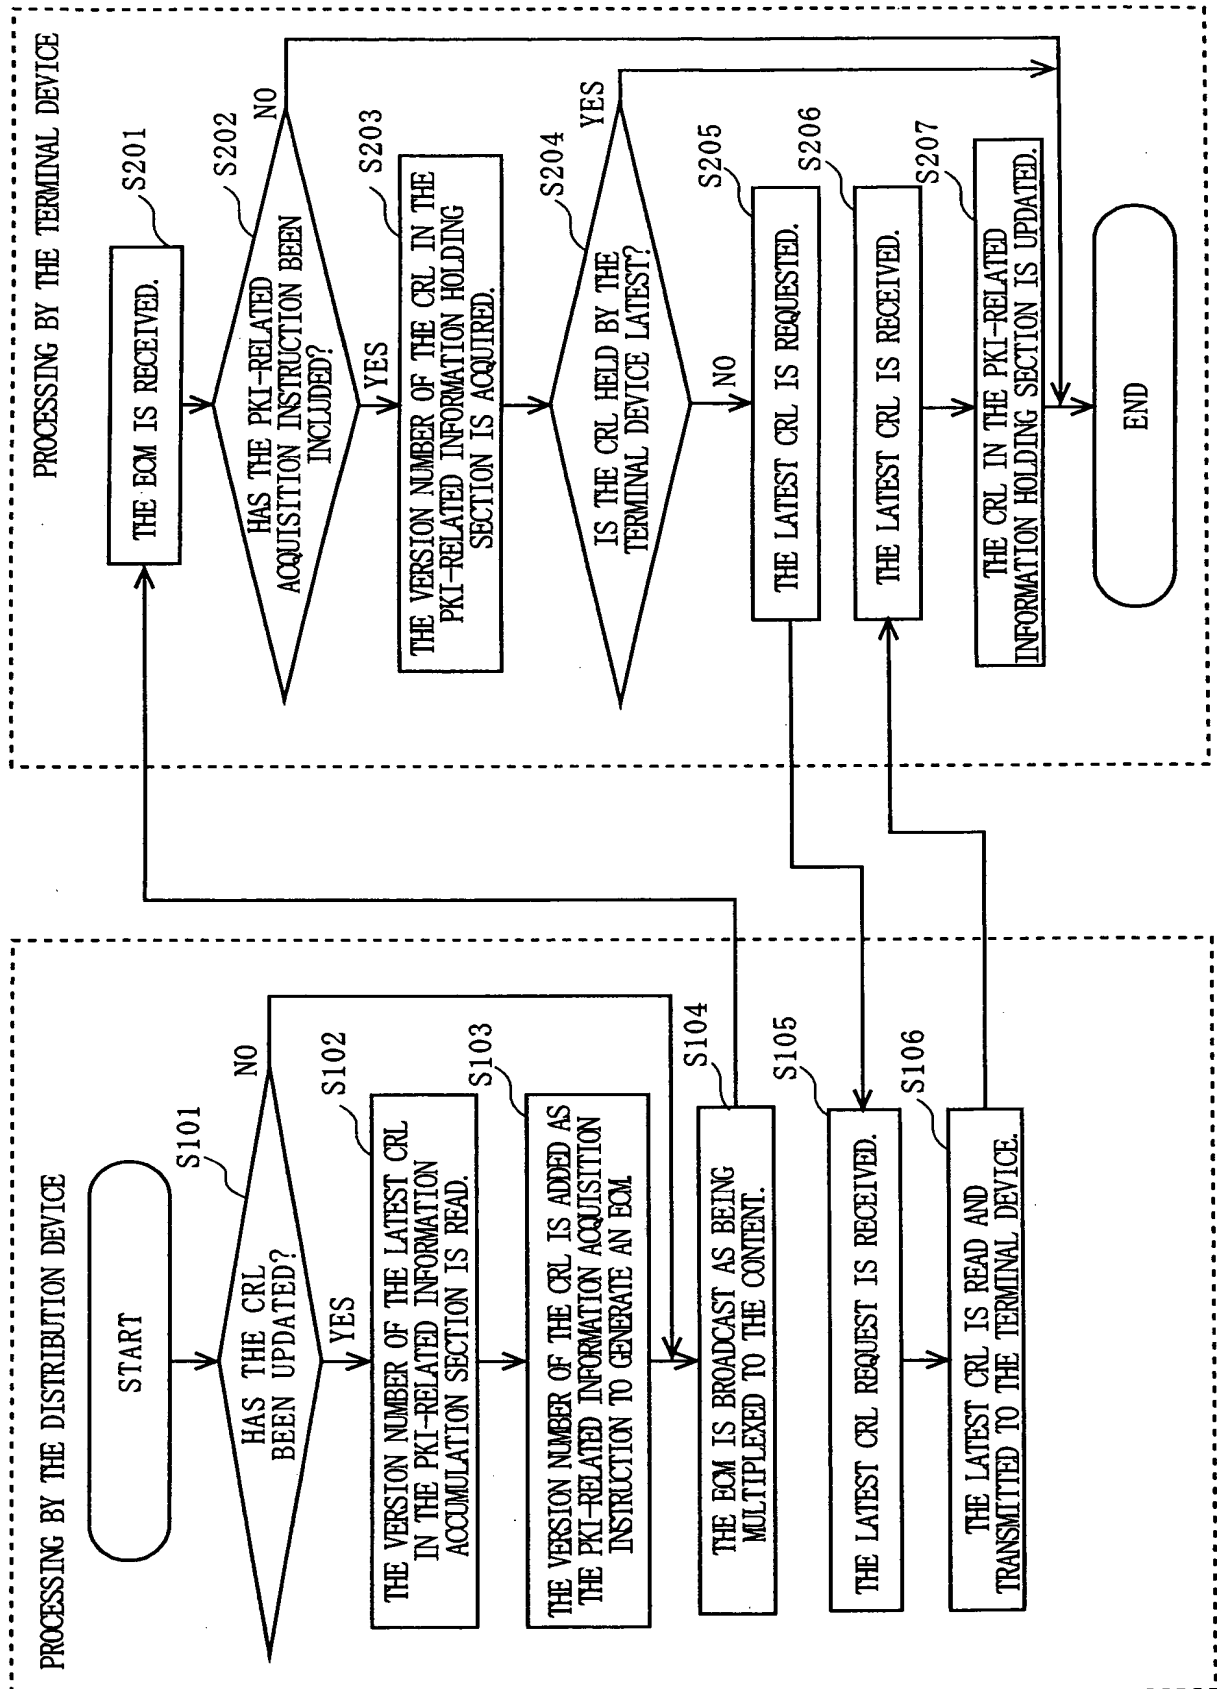 PROCESSING BY THE DISTRIBUTION DEVICE
START
S101
HAS THE CRL
BEEN UPDATED?
NO
YES
S102
THE VERSION NUMBER OF THE LATEST CRL
IN THE PKI-RELATED INFORMATION
ACCUMULATION SECTION IS READ.
S103
THE VERSION NUMBER OF THE CRL IS ADDED AS
THE PKI-RELATED INFORMATION ACQUISITION
INSTRUCTION TO GENERATE AN ECM.
S104
THE ECM IS BROADCAST AS BEING
MULTIPLEXED TO THE CONTENT.
S105
THE LATEST CRL REQUEST IS RECEIVED.
S106
THE LATEST CRL IS READ AND
TRANSMITTED TO THE TERMINAL DEVICE.
PROCESSING BY THE TERMINAL DEVICE
S201
THE ECM IS RECEIVED.
S202
HAS THE PKI-RELATED
ACQUISITION INSTRUCTION BEEN
INCLUDED?
NO
YES
S203
THE VERSION NUMBER OF THE CRL IN THE
PKI-RELATED INFORMATION HOLDING
SECTION IS ACQUIRED.
S204
IS THE CRL HELD BY THE
TERMINAL DEVICE LATEST?
YES
NO
S205
THE LATEST CRL IS REQUESTED.
S206
THE LATEST CRL IS RECEIVED.
S207
THE CRL IN THE PKI-RELATED
INFORMATION HOLDING SECTION IS UPDATED.
END